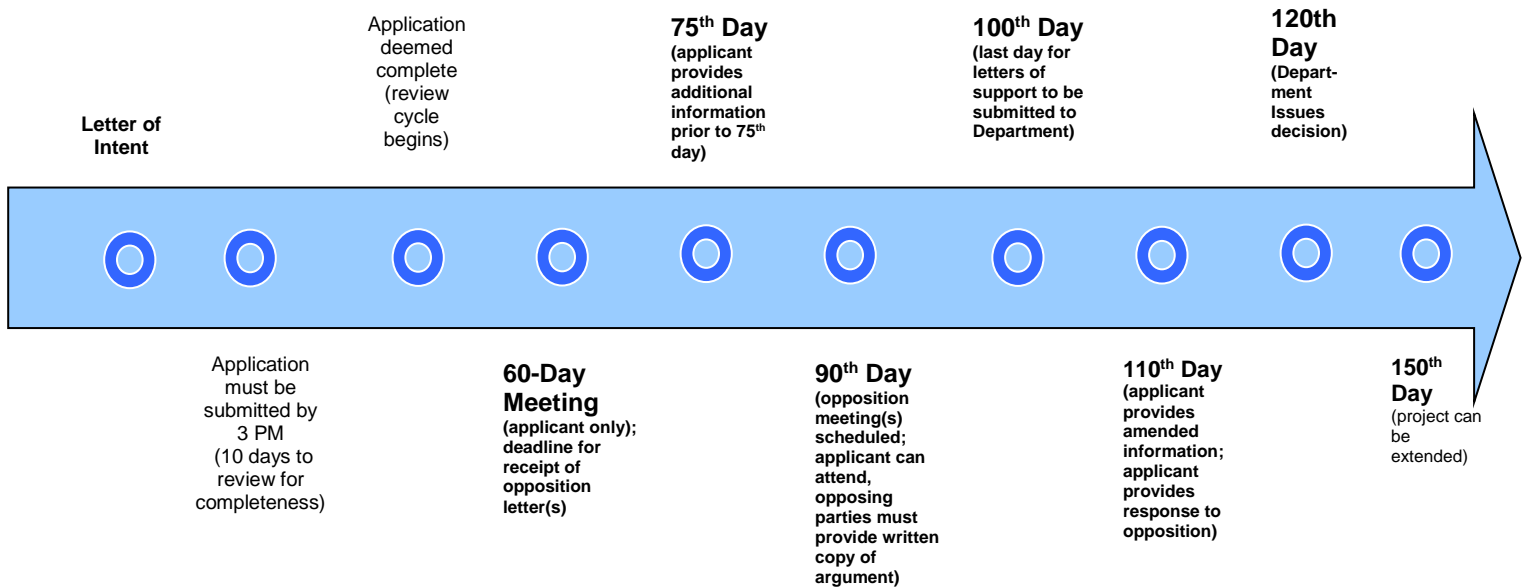 Letter of
Intent
Application
must be
submitted by
3 PM
(10 days to
review for
completeness)
Application
deemed
complete
(review
cycle
begins)
60-Day
Meeting
(applicant only);
deadline for
receipt of
opposition
letter(s)
75th Day
(applicant
provides
additional
information
prior to 75th
day)
90th Day
(opposition
meeting(s)
scheduled;
applicant can
attend,
opposing
parties must
provide written
copy of
argument)
100th Day
(last day for
letters of
support to be
submitted to
Department)
110th Day
(applicant
provides
amended
information;
applicant
provides
response to
opposition)
120th
Day
(Depart-
ment
Issues
decision)
150th
Day
(project can
be
extended)